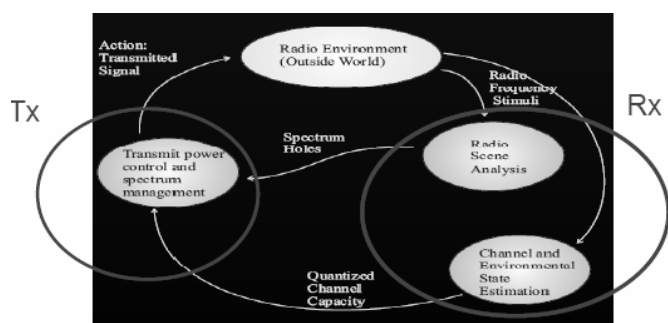 Action:
Transmitted
Signal
Radio Environment
(Outside World)
Radio
Frequency
Stimuli
Tx
Rx
Spectrum
Holes
Transmit power
control and
spectrum
management
Radio
Scene
Analysis
Quantized
Channel
Capacity
Channel and
Environmental
State
Estimation